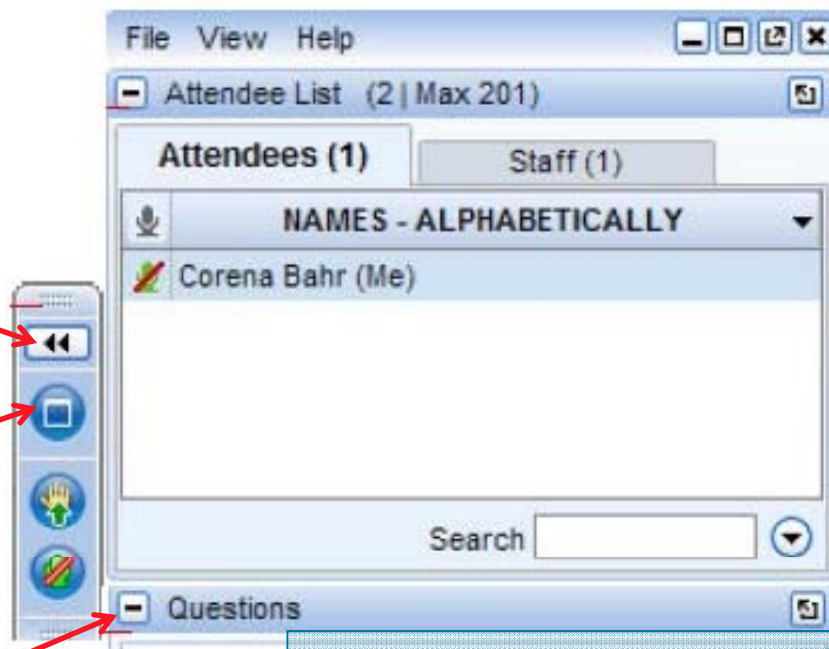 File View Help
Attendee List (2 | Max 201)
Attendees (1) Staff (1)
NAMES - ALPHABETICALLY
Corena Bahr (Me)
Search
Questions